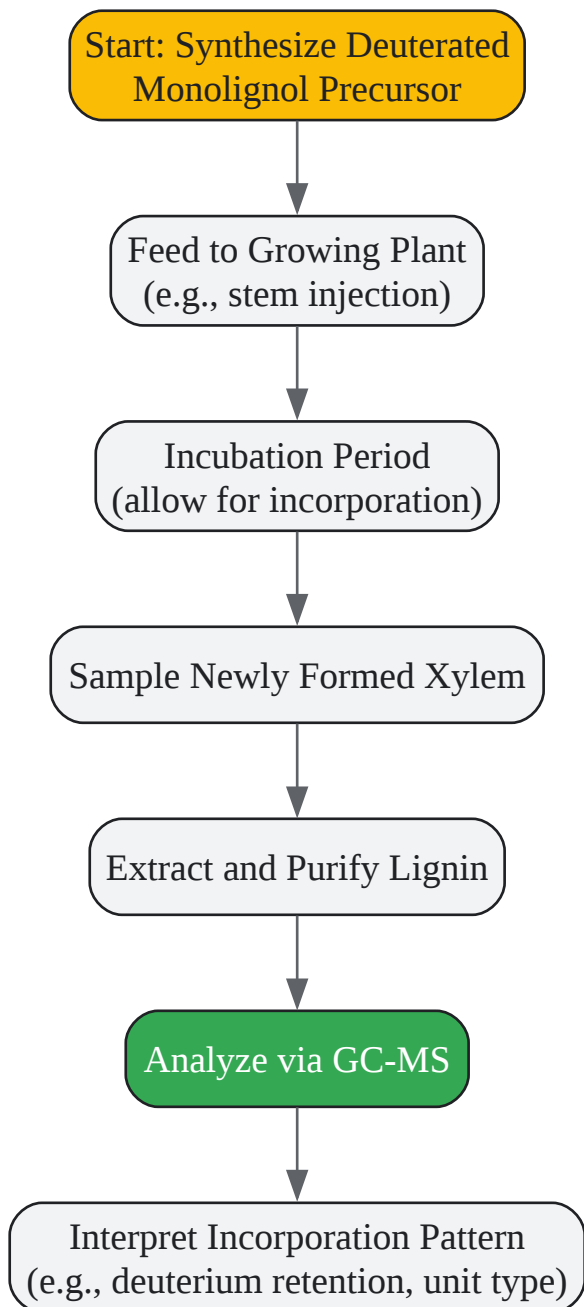 Start: Synthesize Deuterated
Monolignol Precursor
Feed to Growing Plant
(e.g., stem injection)
Incubation Period
(allow for incorporation)
Sample Newly Formed Xylem
Extract and Purify Lignin
Analyze via GC-MS
Interpret Incorporation Pattern
(e.g., deuterium retention, unit type)